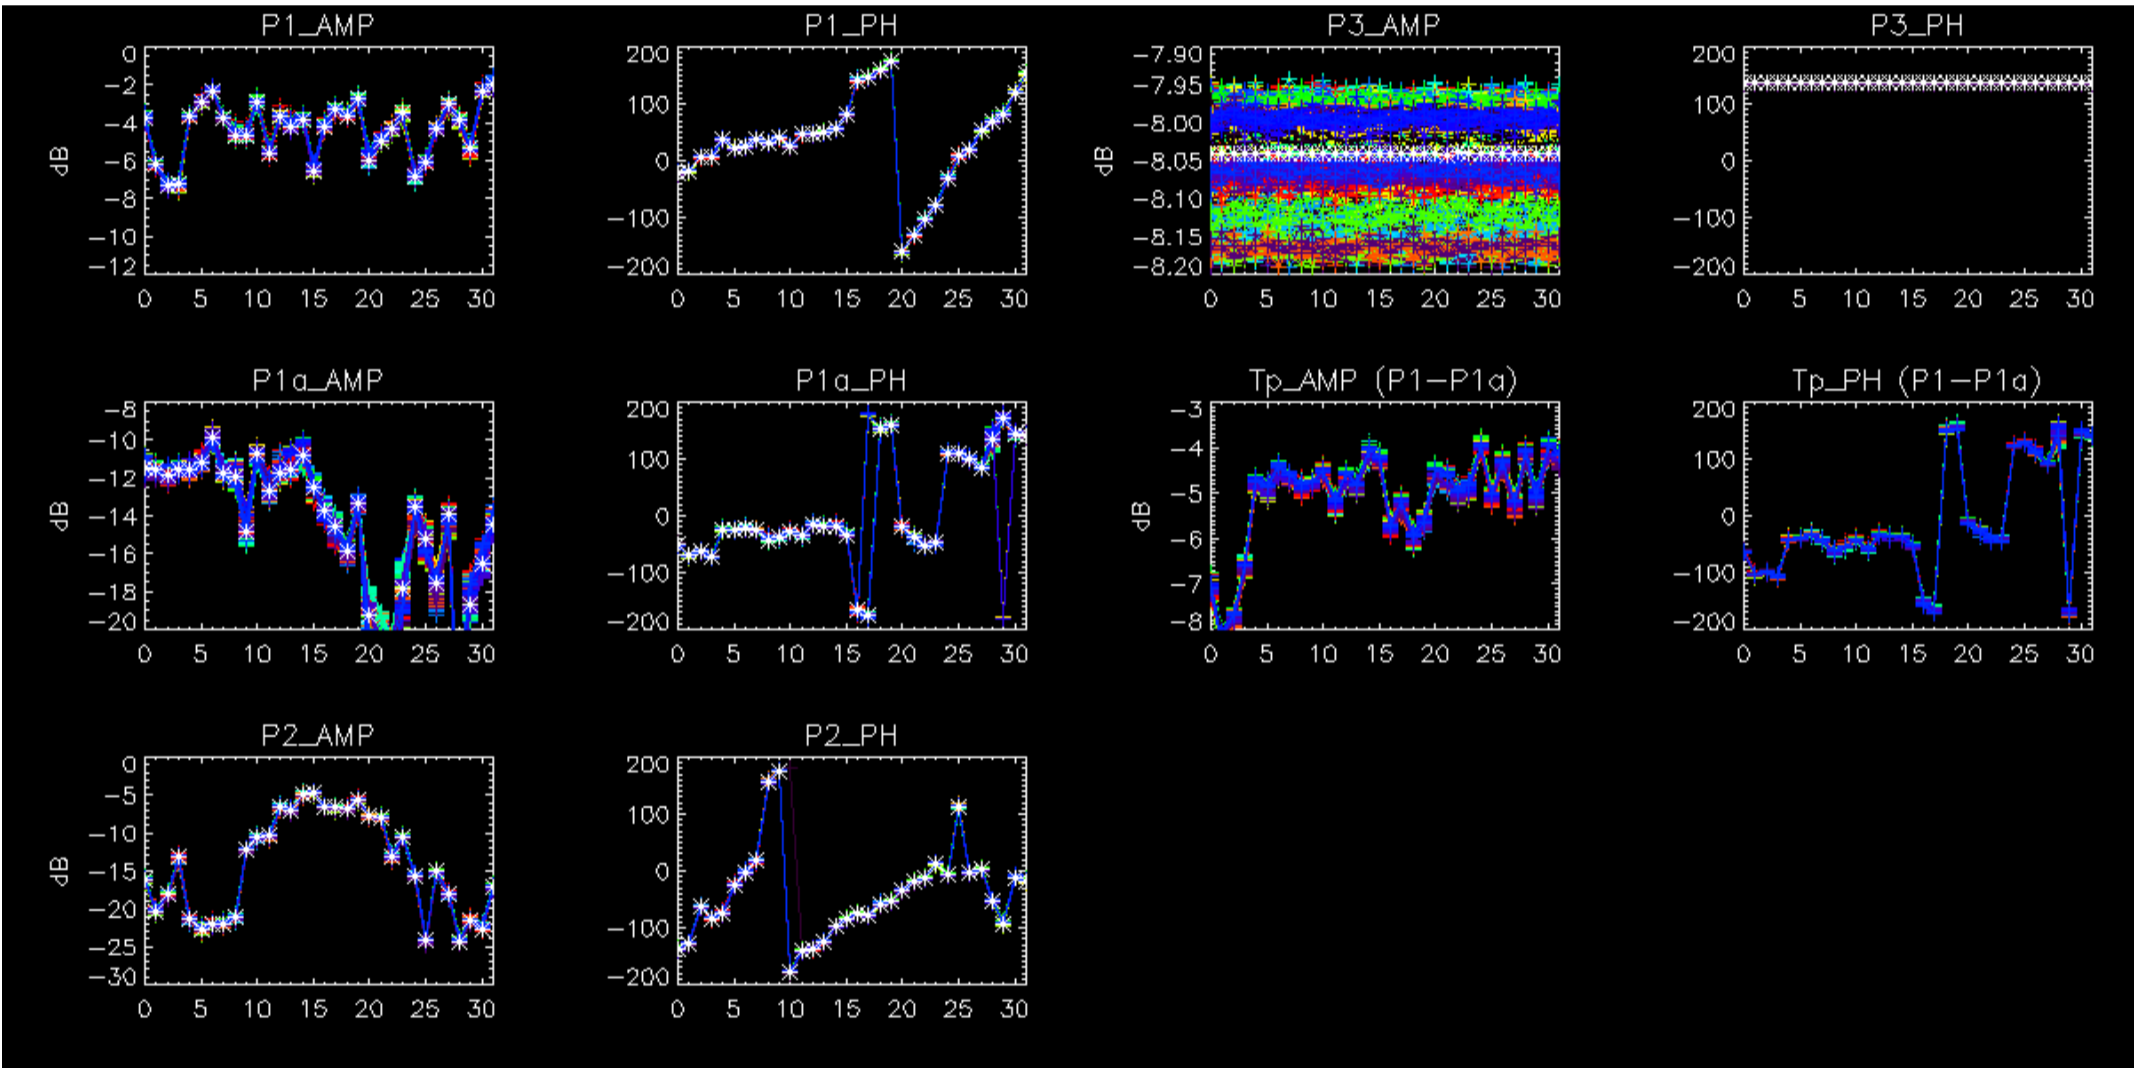 P1_AMP P1_PH P3_AMP P3_PH
0 200 -7.90 200
-2 -7.95
-4 100 -8.00 100
dB -6 0 dB -8.05 0
-8 -8.10
-10 -100 -8.15 -100
-12 -200 -8.20 -200
0 5 10 15 20 25 30 0 5 10 15 20 25 30 0 5 10 15 20 25 30 0 5 10 15 20 25 30
P1a_AMP P1a_PH Tp_AMP (P1-P1a) Tp_PH (P1-P1a)
-8 200 -3 200
-10 100 -4 100
-12 -5
dB -14 0 dB 0
-16 -100 -6 -100
-18 -7
-20 -200 -8 -200
0 5 10 15 20 25 30 0 5 10 15 20 25 30 0 5 10 15 20 25 30 0 5 10 15 20 25 30
P2_AMP P2_PH
0 200
-5 100
-10
dB -15 0
-20 -100
-25
-30 -200
0 5 10 15 20 25 30 0 5 10 15 20 25 30